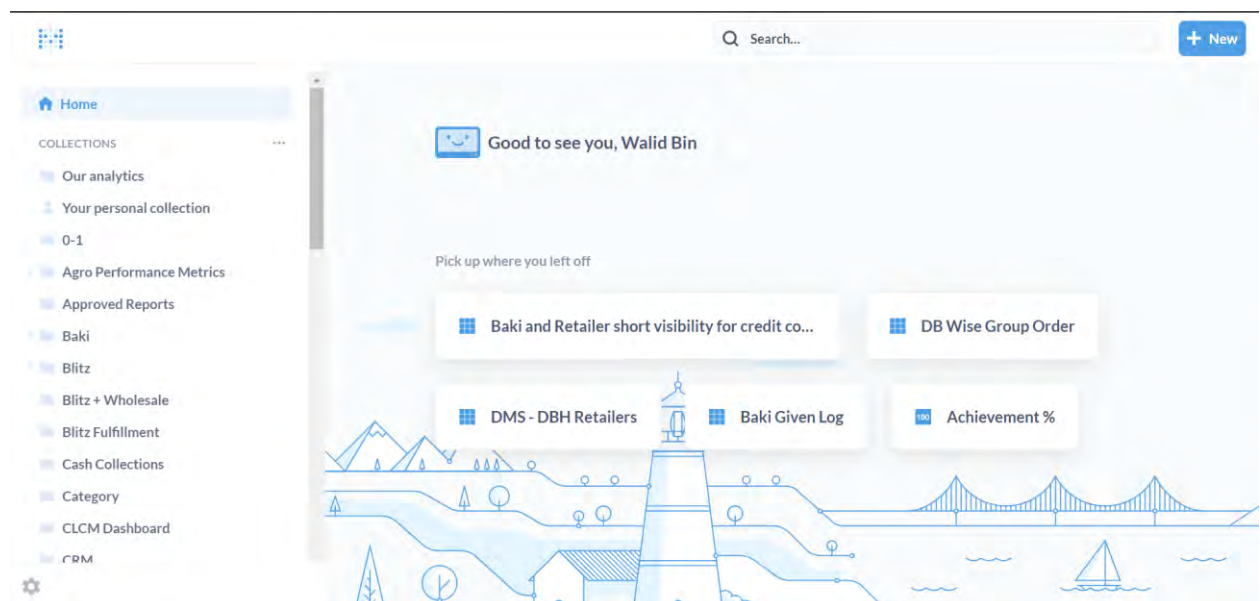 Search...
+ New
Home
COLLECTIONS ...
Our analytics
Your personal collection
0-1
Agro Performance Metrics
Approved Reports
Baki
Blitz
Blitz + Wholesale
Blitz Fulfillment
Cash Collections
Category
CLCM Dashboard
CRM
Good to see you, Walid Bin
Pick up where you left off
Baki and Retailer short visibility for credit co...
DB Wise Group Order
DMS - DBH Retailers
Baki Given Log
100 Achievement %